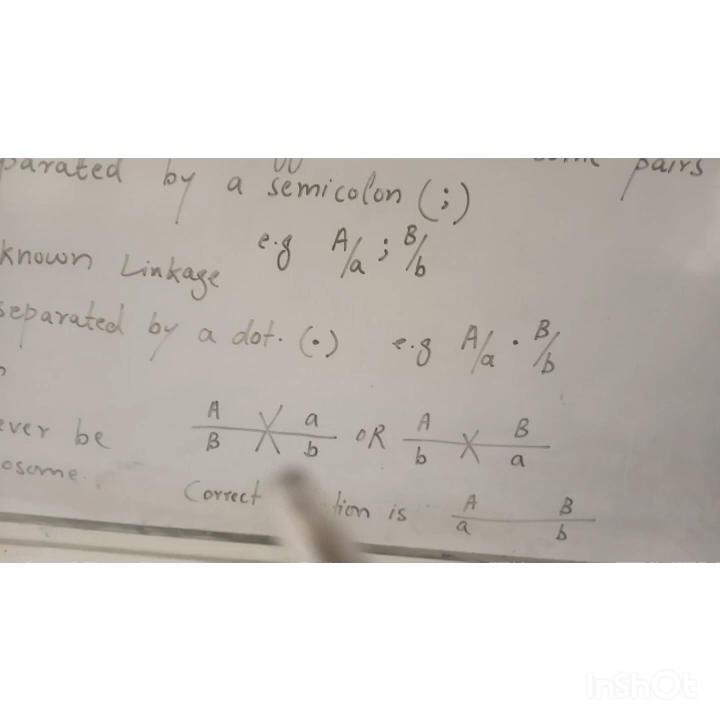 parated by a semicolon (;) pairs
e.g A/a ; B/b
known Linkage
separated by a dot. (·) e.g A/a · B/b
A a OR A B
B b b a
ever be
osome.
Correct tion is A B
a b
InShOt